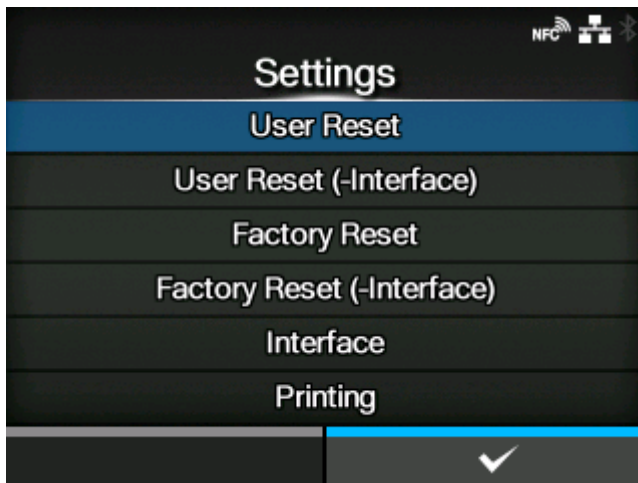 NFC
Settings
User Reset
User Reset (-Interface)
Factory Reset
Factory Reset (-Interface)
Interface
Printing